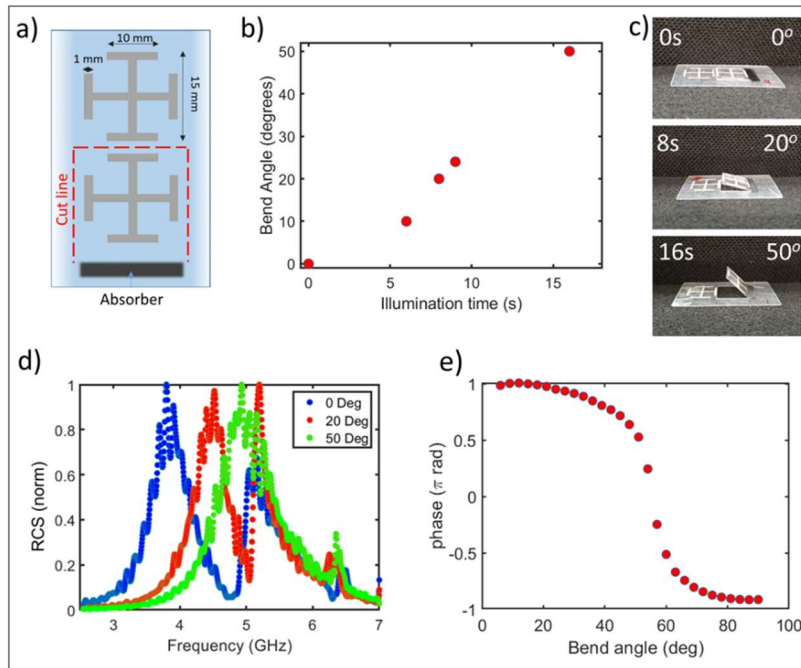 a)
10 mm
1 mm
15 mm
Cut line
Absorber
b)
50
40
30
20
10
0
Bend Angle (degrees)
0
5
10
15
Illumination time (s)
c)
0s
0°
8s
20°
16s
50°
d)
1
0.8
0.6
0.4
0.2
0
RCS (norm)
0 Deg
20 Deg
50 Deg
3
4
5
6
7
Frequency (GHz)
e)
1
0.5
0
-0.5
-1
phase (π rad)
0
20
40
60
80
100
Bend angle (deg)